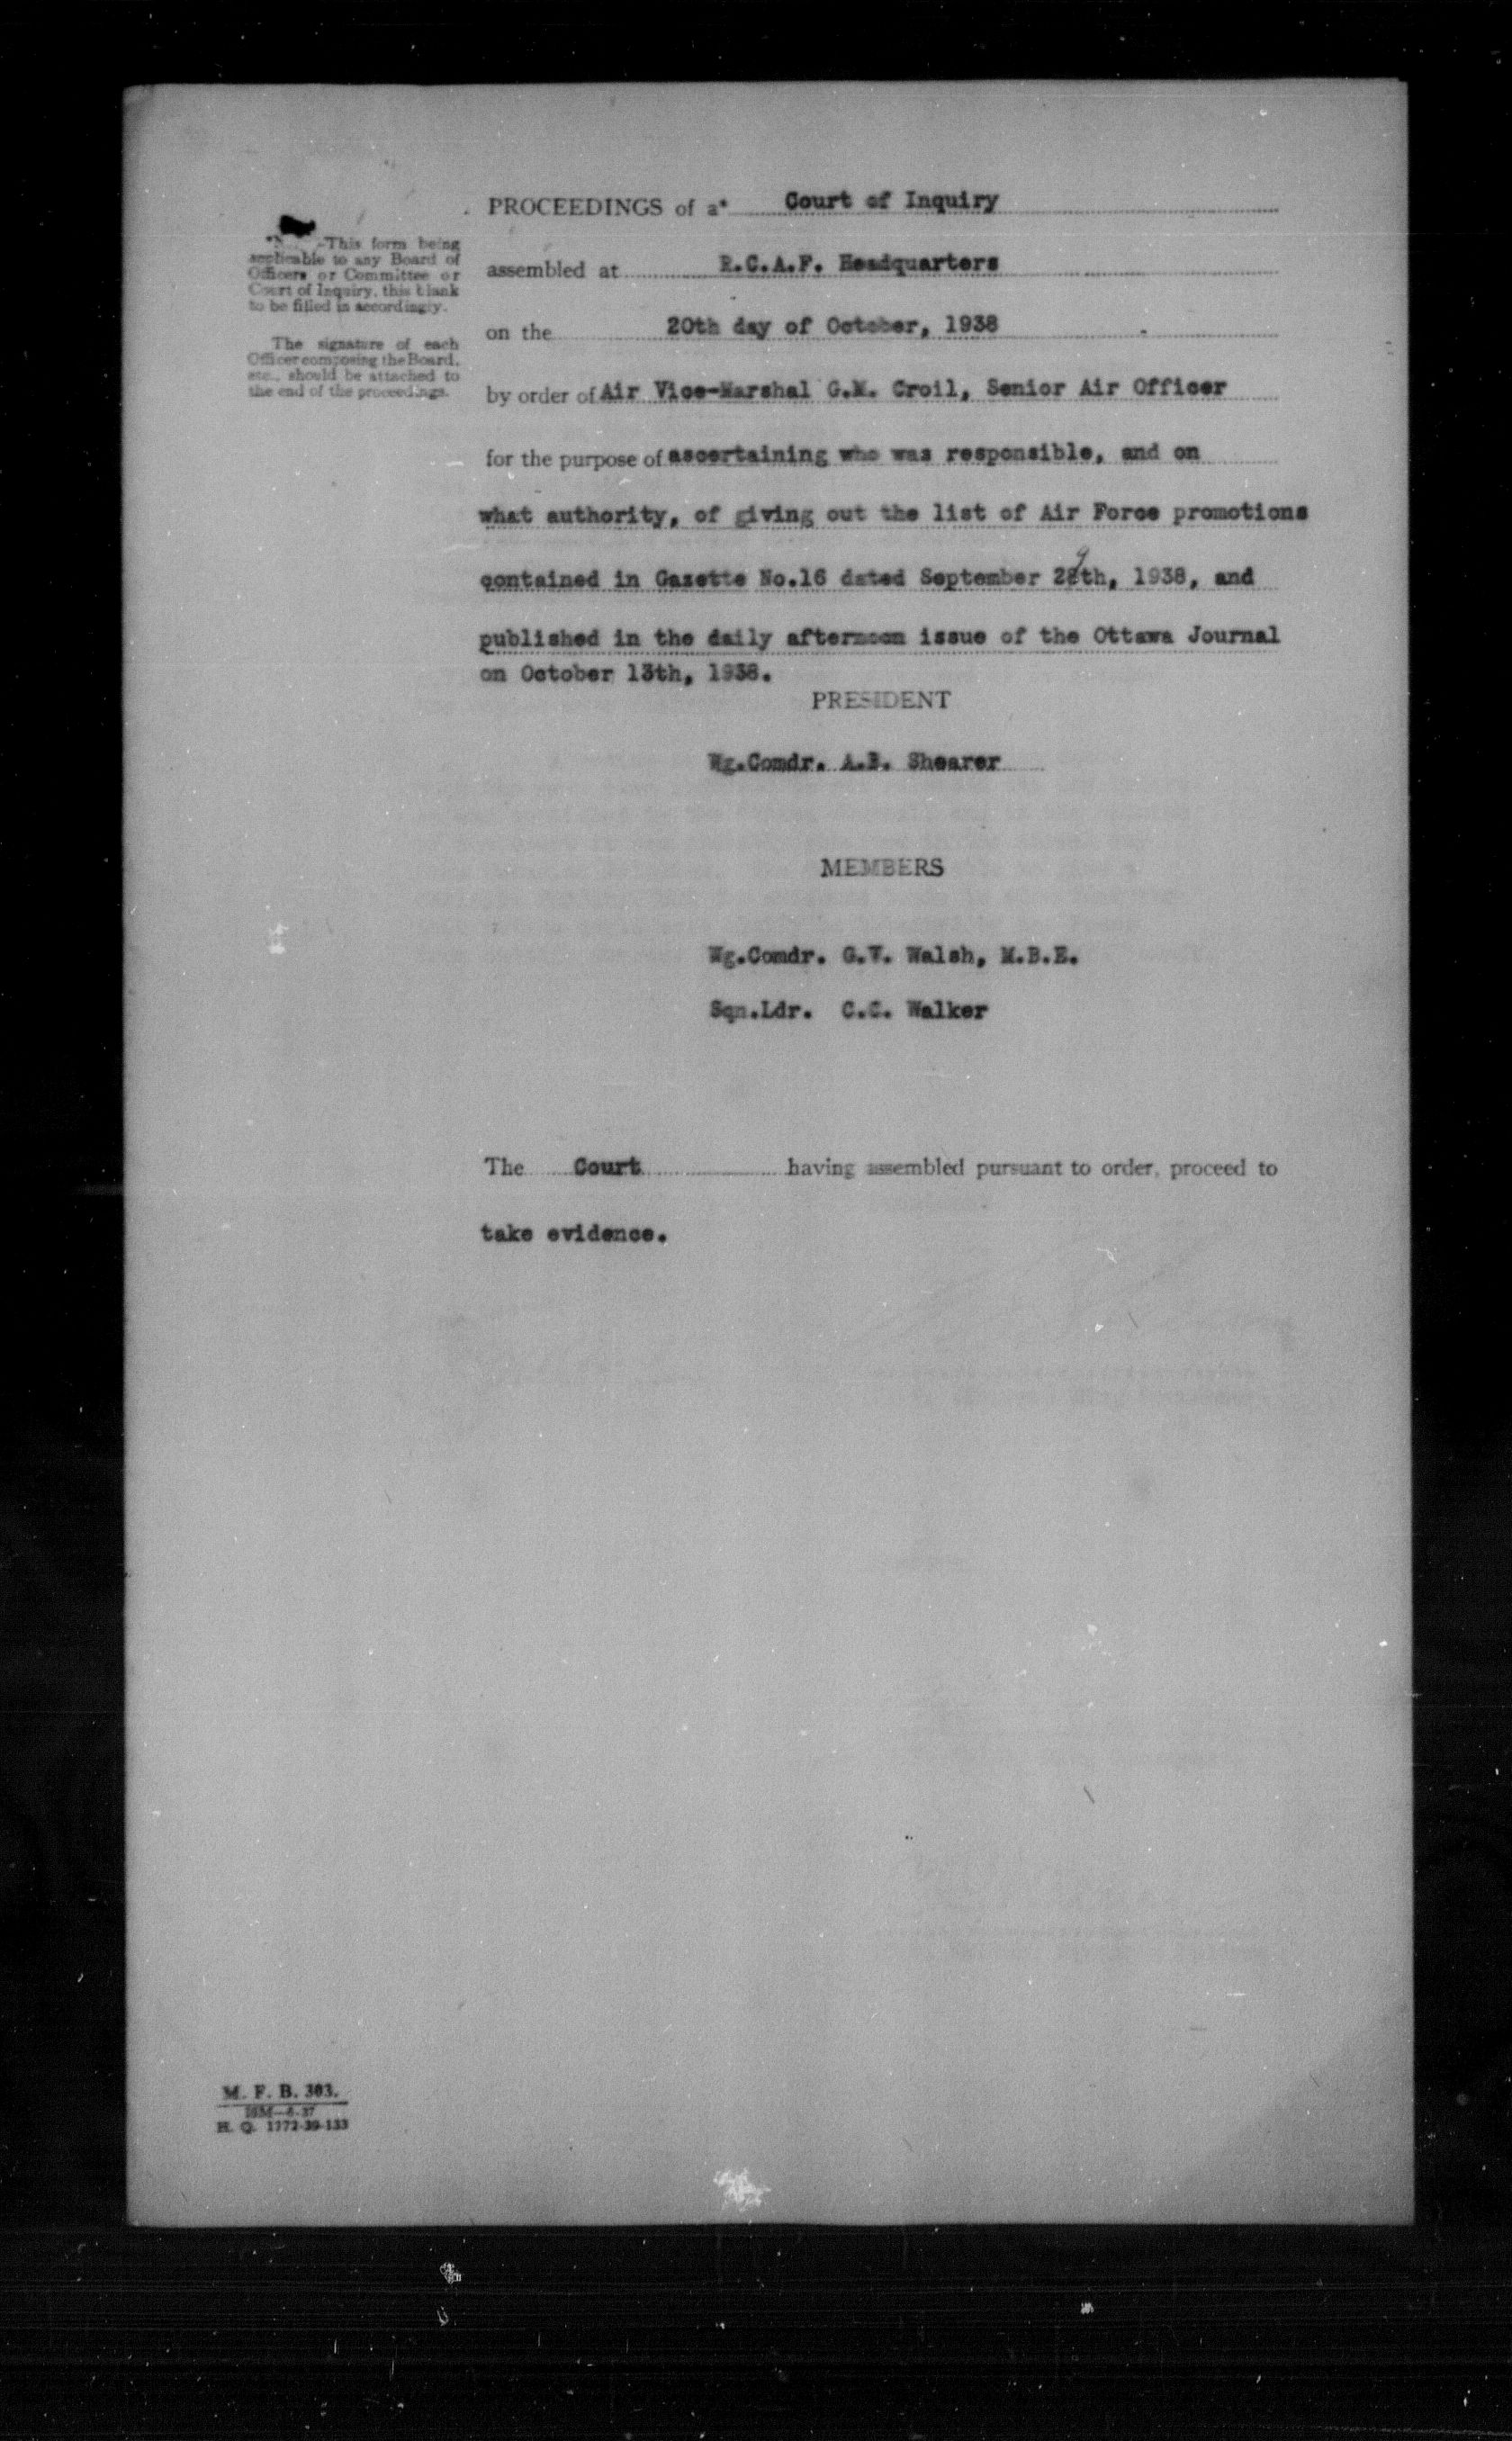 PROCEEDINGS of a* Court of Inquiry
-This form being
applicable to any Board of
Officers or Committee or
Court of Inquiry, this blank
to be filled in accordingly.
The signature of each
Officer composing the Board,
etc., should be attached to
the end of the proceedings.
assembled at R.C.A.F. Headquarters
on the 20th day of October, 1938
by order of Air Vice-Marshal G.M. Croil, Senior Air Officer
for the purpose of ascertaining who was responsible, and on
what authority, of giving out the list of Air Force promotions
contained in Gazette No.16 dated September 29th, 1938, and
published in the daily afternoon issue of the Ottawa Journal
on October 13th, 1938.
PRESIDENT
Wg.Comdr. A.B. Shearer
MEMBERS
Wg.Comdr. G.V. Walsh, M.B.E.
Sqn.Ldr. C.C. Walker
The Court having assembled pursuant to order, proceed to
take evidence.
M. F. B. 303.
H. Q. 1772-39-133